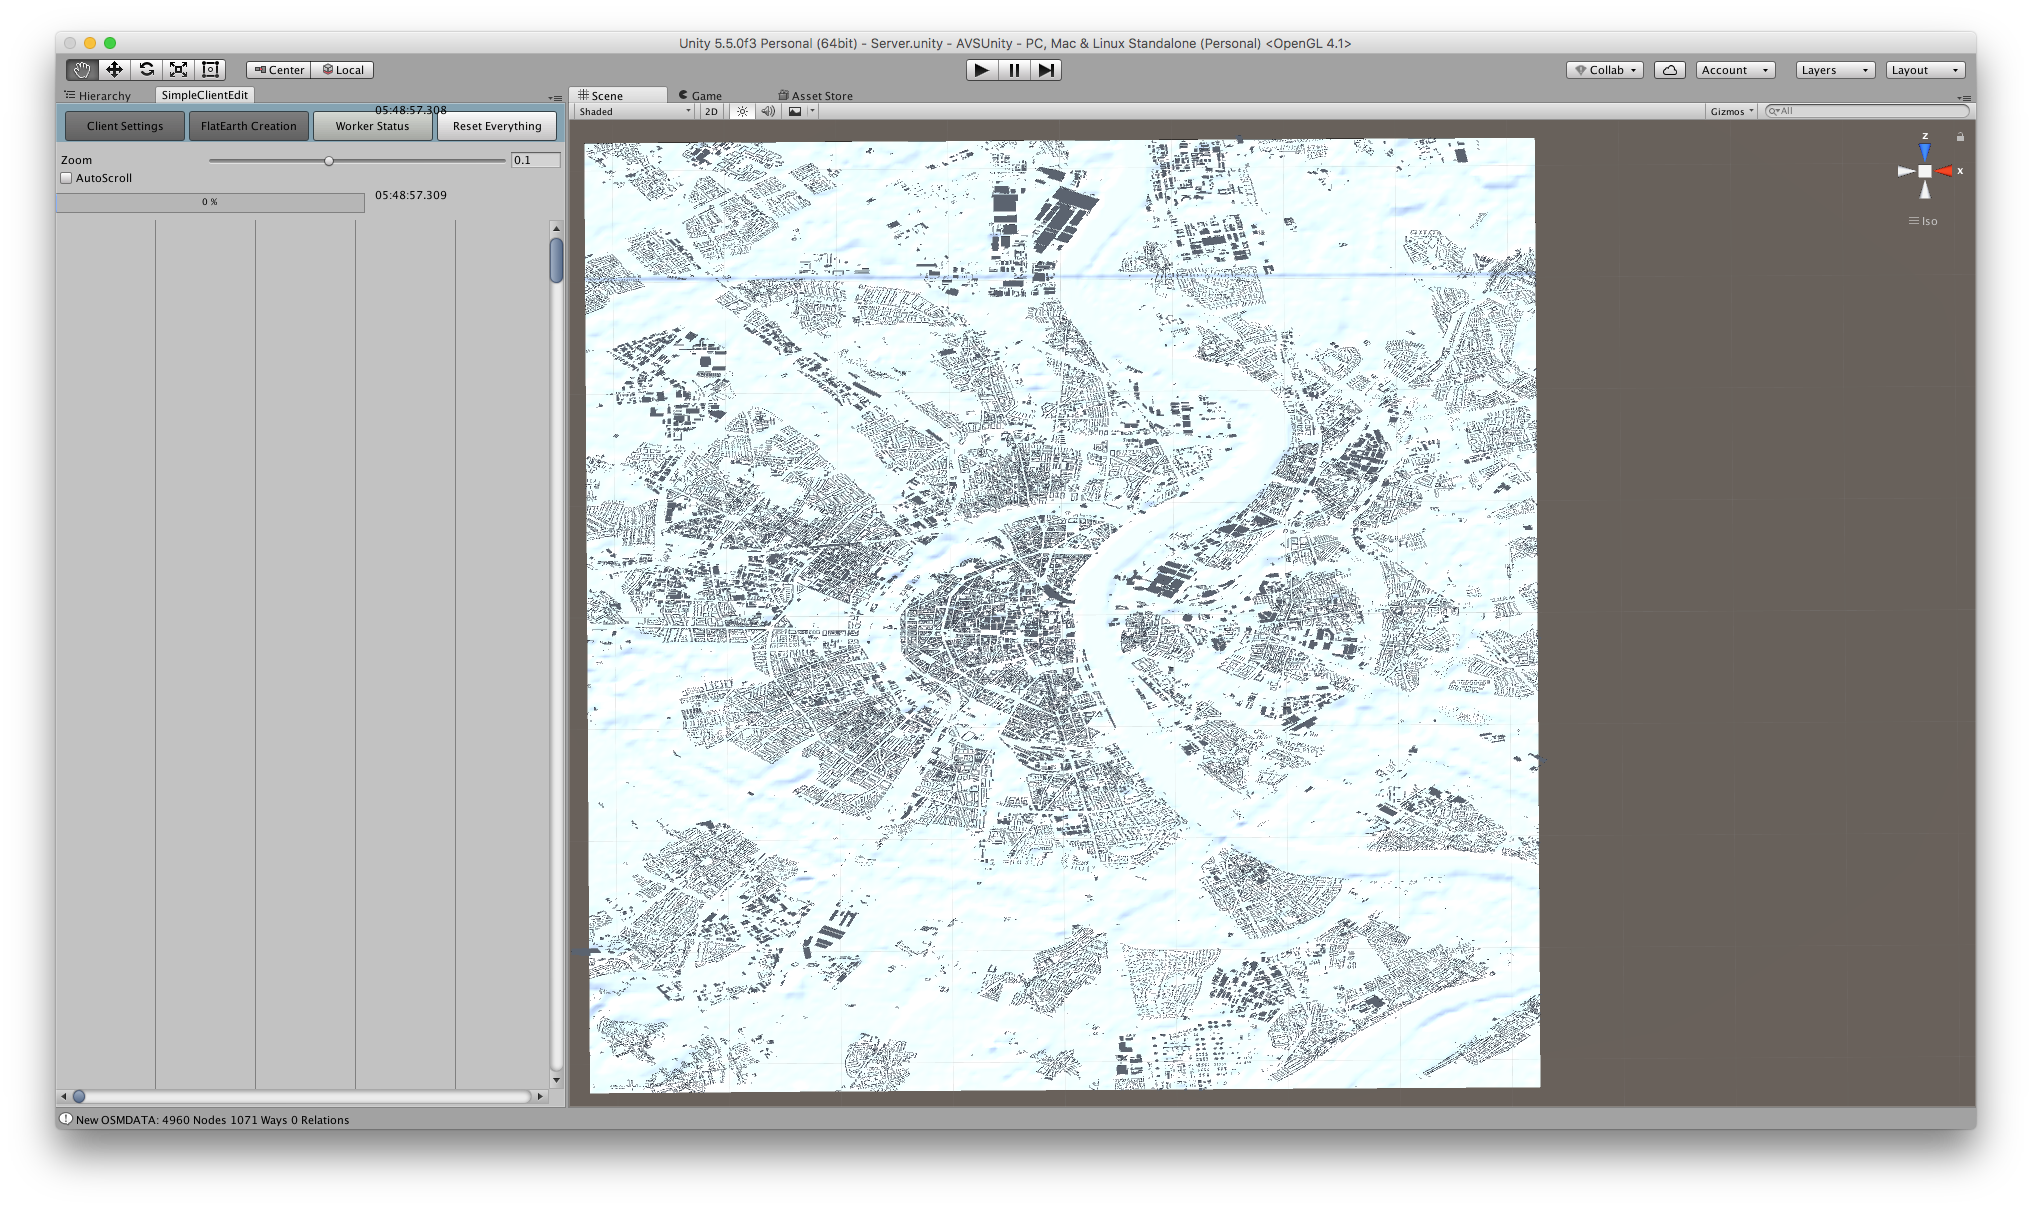 Unity 5.5.0f3 Personal (64bit) - Server.unity - AVSUnity - PC, Mac & Linux Standalone (Personal) <OpenGL 4.1>
Center Local
Collab Account Layers Layout
Hierarchy SimpleClientEdit
Scene Game Asset Store
05:48:57.308
Shaded 2D Gizmos All
Client Settings FlatEarth Creation Worker Status Reset Everything
Zoom 0.1
AutoScroll
0 % 05:48:57.309
z
x
Iso
New OSMDATA: 4960 Nodes 1071 Ways 0 Relations